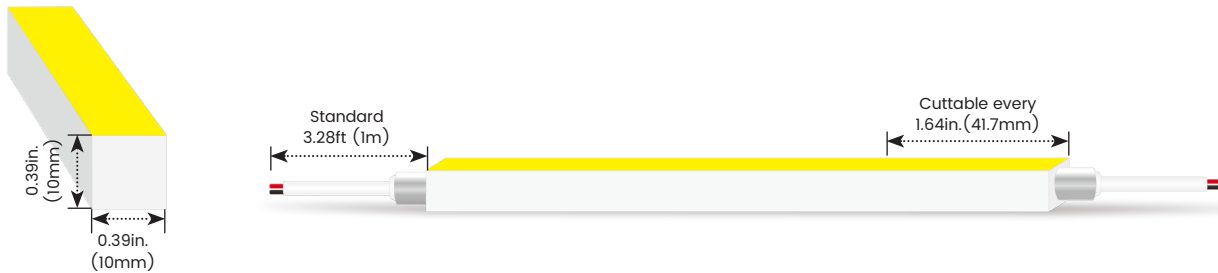 0.39in.
(10mm)
0.39in.
(10mm)
Standard
3.28ft (1m)
Cuttable every
1.64in.(41.7mm)